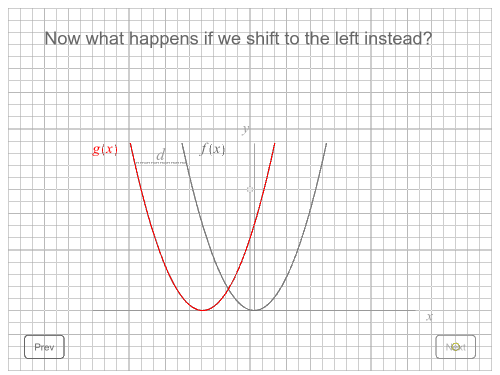 Now what happens if we shift to the left instead?
y
g(x)
d
f(x)
x
Prev
Next